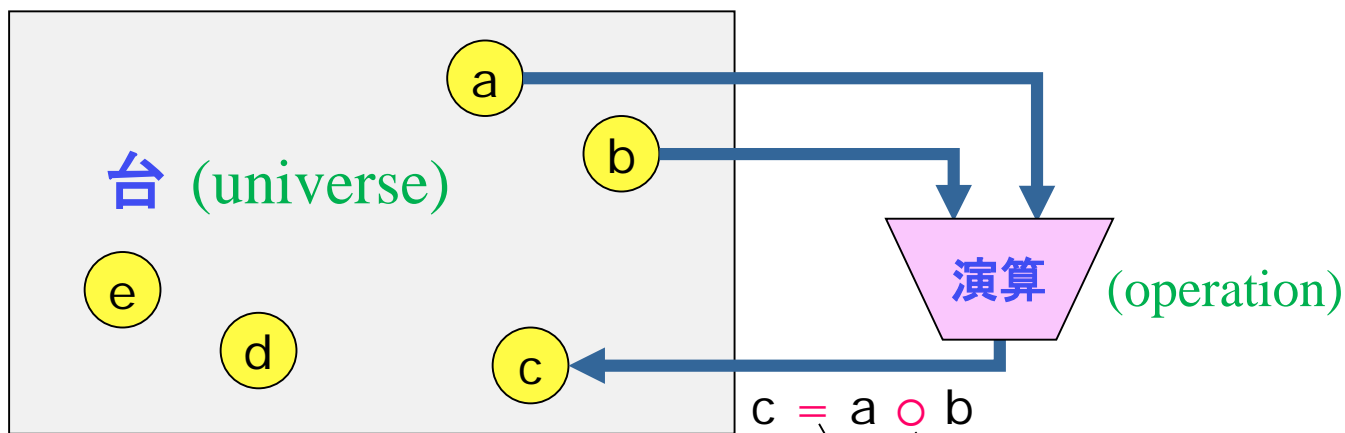 a
b
台 (universe)
演算 (operation)
e
d
c
c = a ○ b